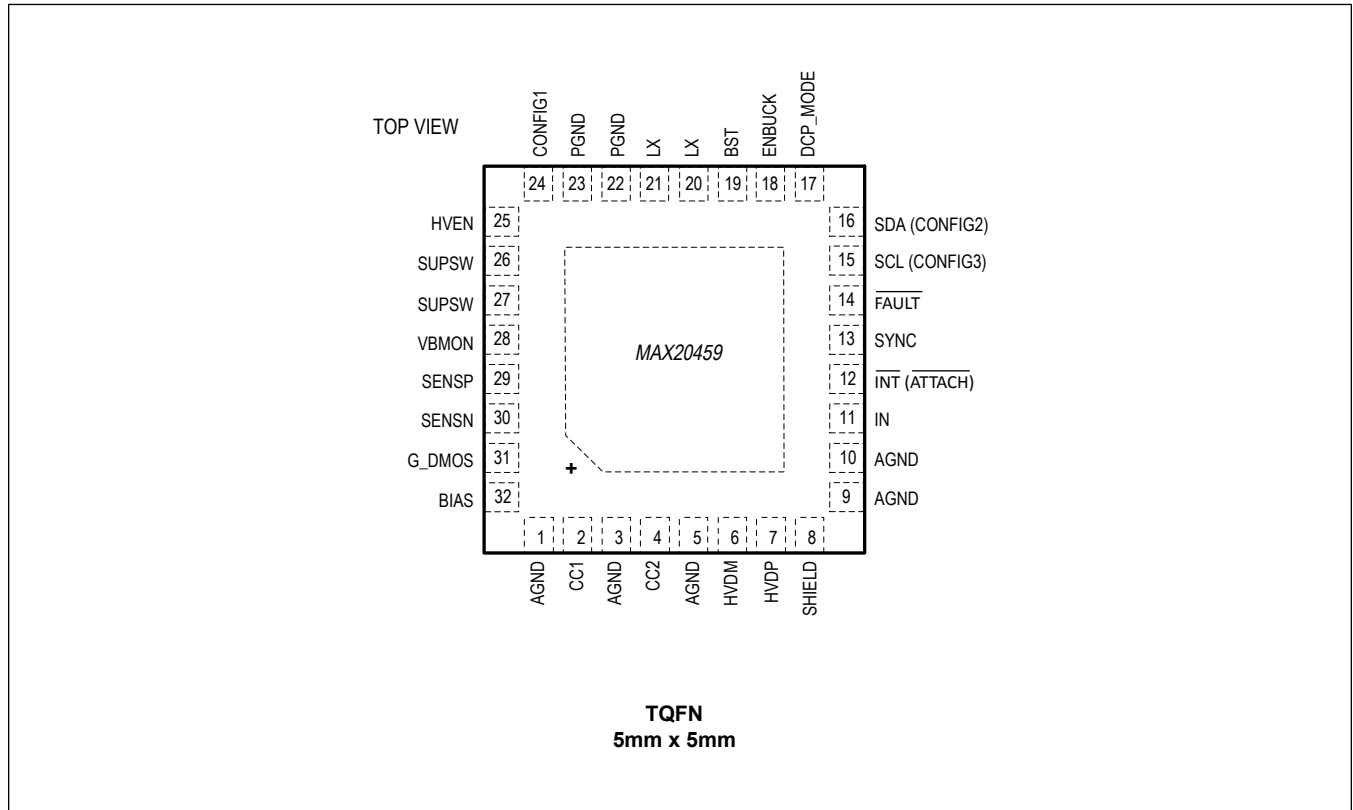 TOP VIEW
CONFIG1
PGND
PGND
LX
LX
BST
ENBUCK
DCP_MODE
24 23 22 21 20 19 18 17
HVEN 25
SUPSW 26
SUPSW 27
VBMON 28
SENSP 29
SENSN 30
G_DMOS 31
BIAS 32
MAX20459
+
16 SDA (CONFIG2)
15 SCL (CONFIG3)
14 FAULT
13 SYNC
12 INT (ATTACH)
11 IN
10 AGND
9 AGND
1 2 3 4 5 6 7 8
AGND
CC1
AGND
CC2
AGND
HVDM
HVDP
SHIELD
TQFN
5mm x 5mm